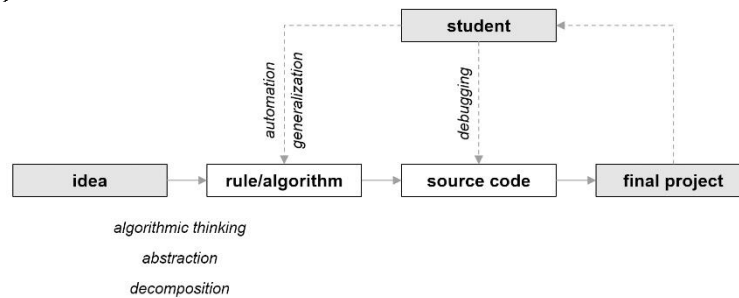 )
student
automation
generalization
debugging
idea
rule/algorithm
source code
final project
algorithmic thinking
abstraction
decomposition